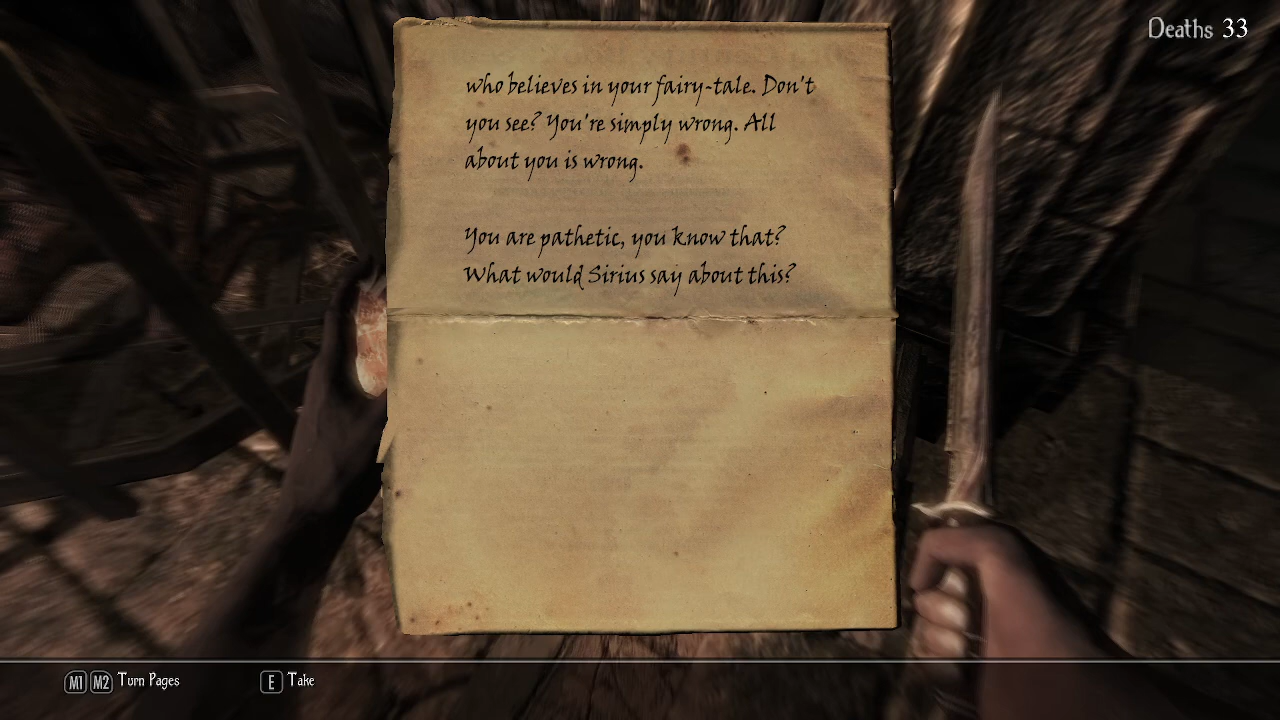 Deaths 33
who believes in your fairy-tale. Don't
you see? You're simply wrong. All
about you is wrong.
You are pathetic, you know that?
What would Sirius say about this?
M1 M2 Turn Pages
E Take